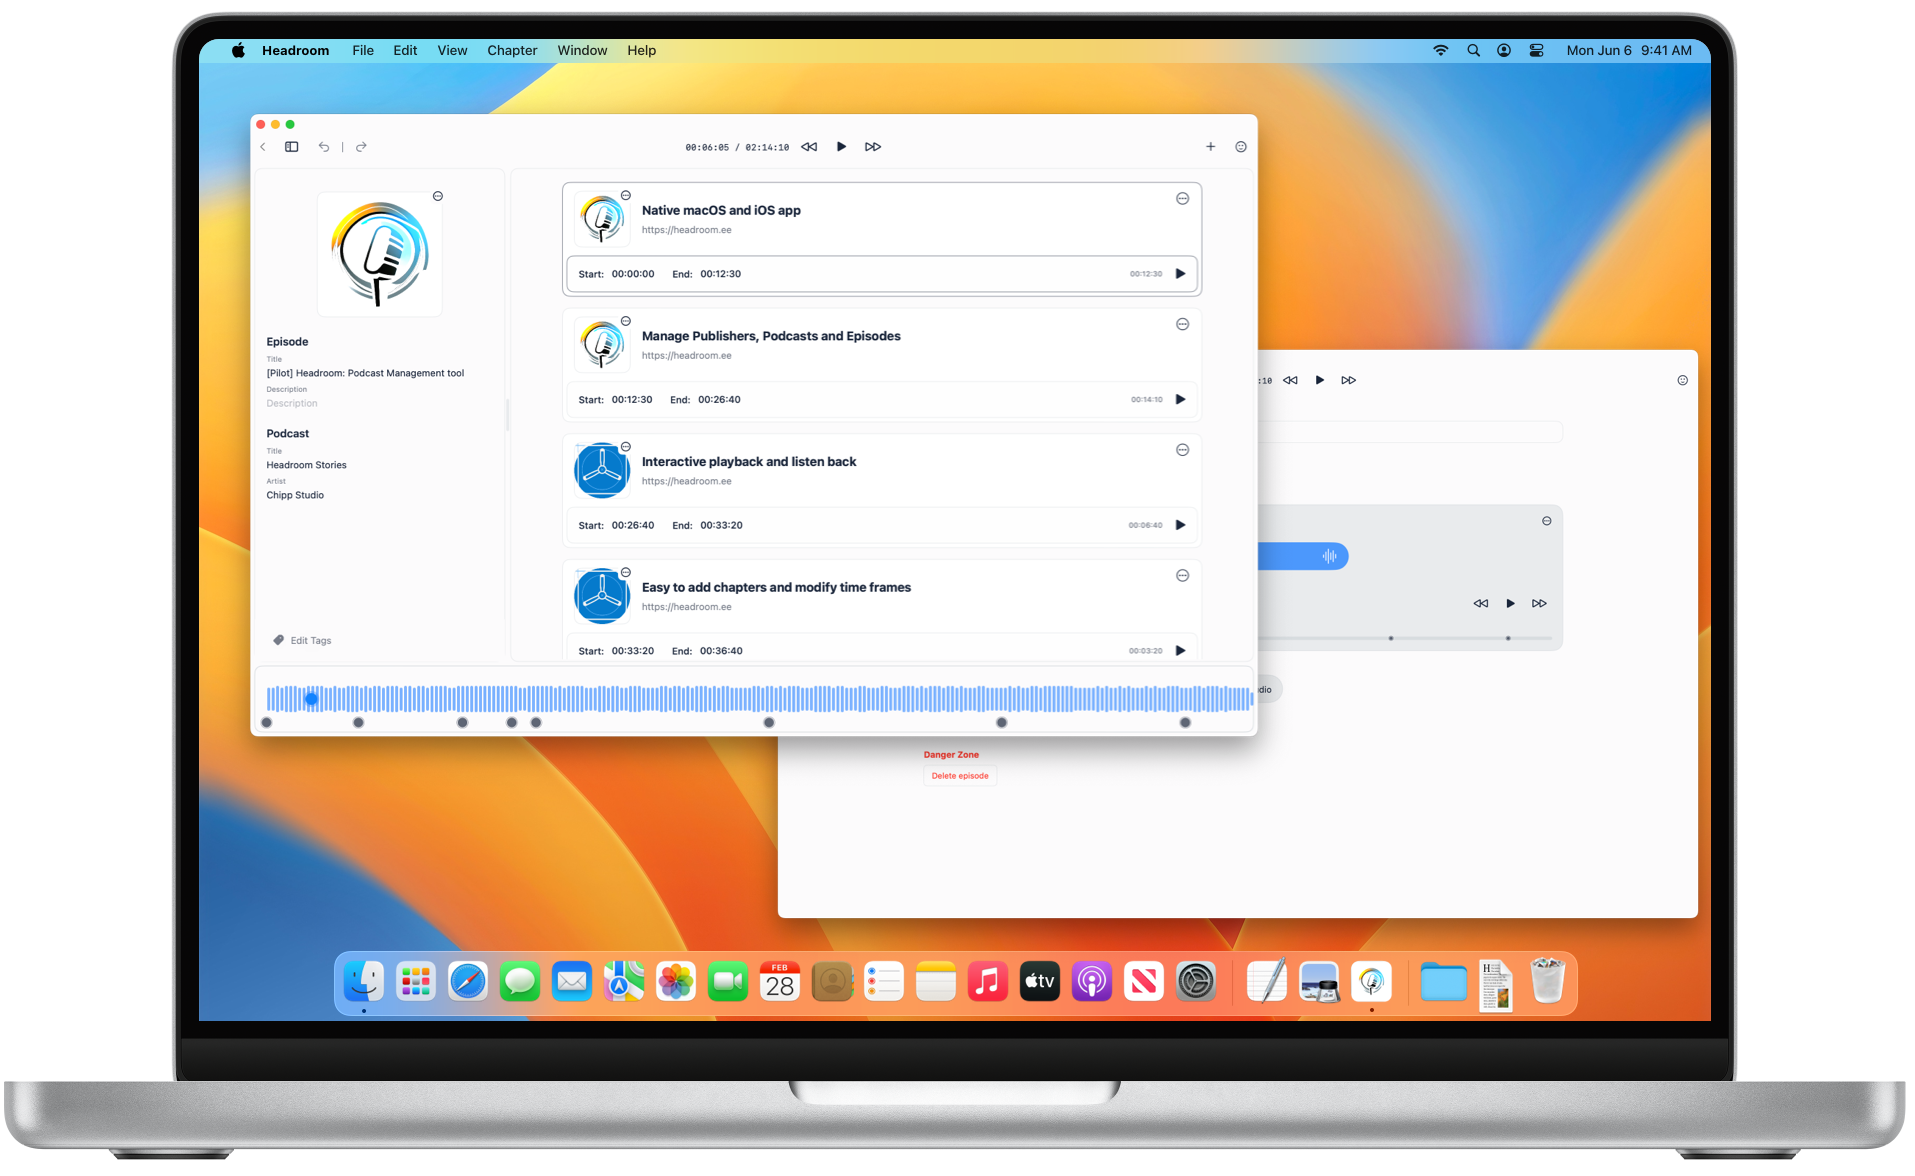 Headroom File Edit View Chapter Window Help
Mon Jun 6 9:41 AM
00:06:05 / 02:14:10
Episode
Title
[Pilot] Headroom: Podcast Management tool
Description
Description
Podcast
Title
Headroom Stories
Artist
Chipp Studio
Edit Tags
Native macOS and iOS app
https://headroom.ee
Start: 00:00:00 End: 00:12:30
00:12:30
Manage Publishers, Podcasts and Episodes
https://headroom.ee
Start: 00:12:30 End: 00:26:40
00:14:10
Interactive playback and listen back
https://headroom.ee
Start: 00:26:40 End: 00:33:20
00:06:40
Easy to add chapters and modify time frames
https://headroom.ee
Start: 00:33:20 End: 00:36:40
00:03:20
:10
dio
Danger Zone
Delete episode
FEB
28
tv